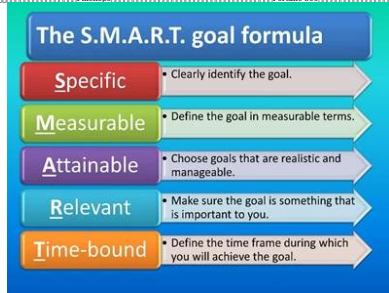 The S.M.A.R.T. goal formula
Specific
• Clearly identify the goal.
Measurable
• Define the goal in measurable terms.
Attainable
• Choose goals that are realistic and
manageable.
Relevant
• Make sure the goal is something that
is important to you.
Time-bound
• Define the time frame during which
you will achieve the goal.